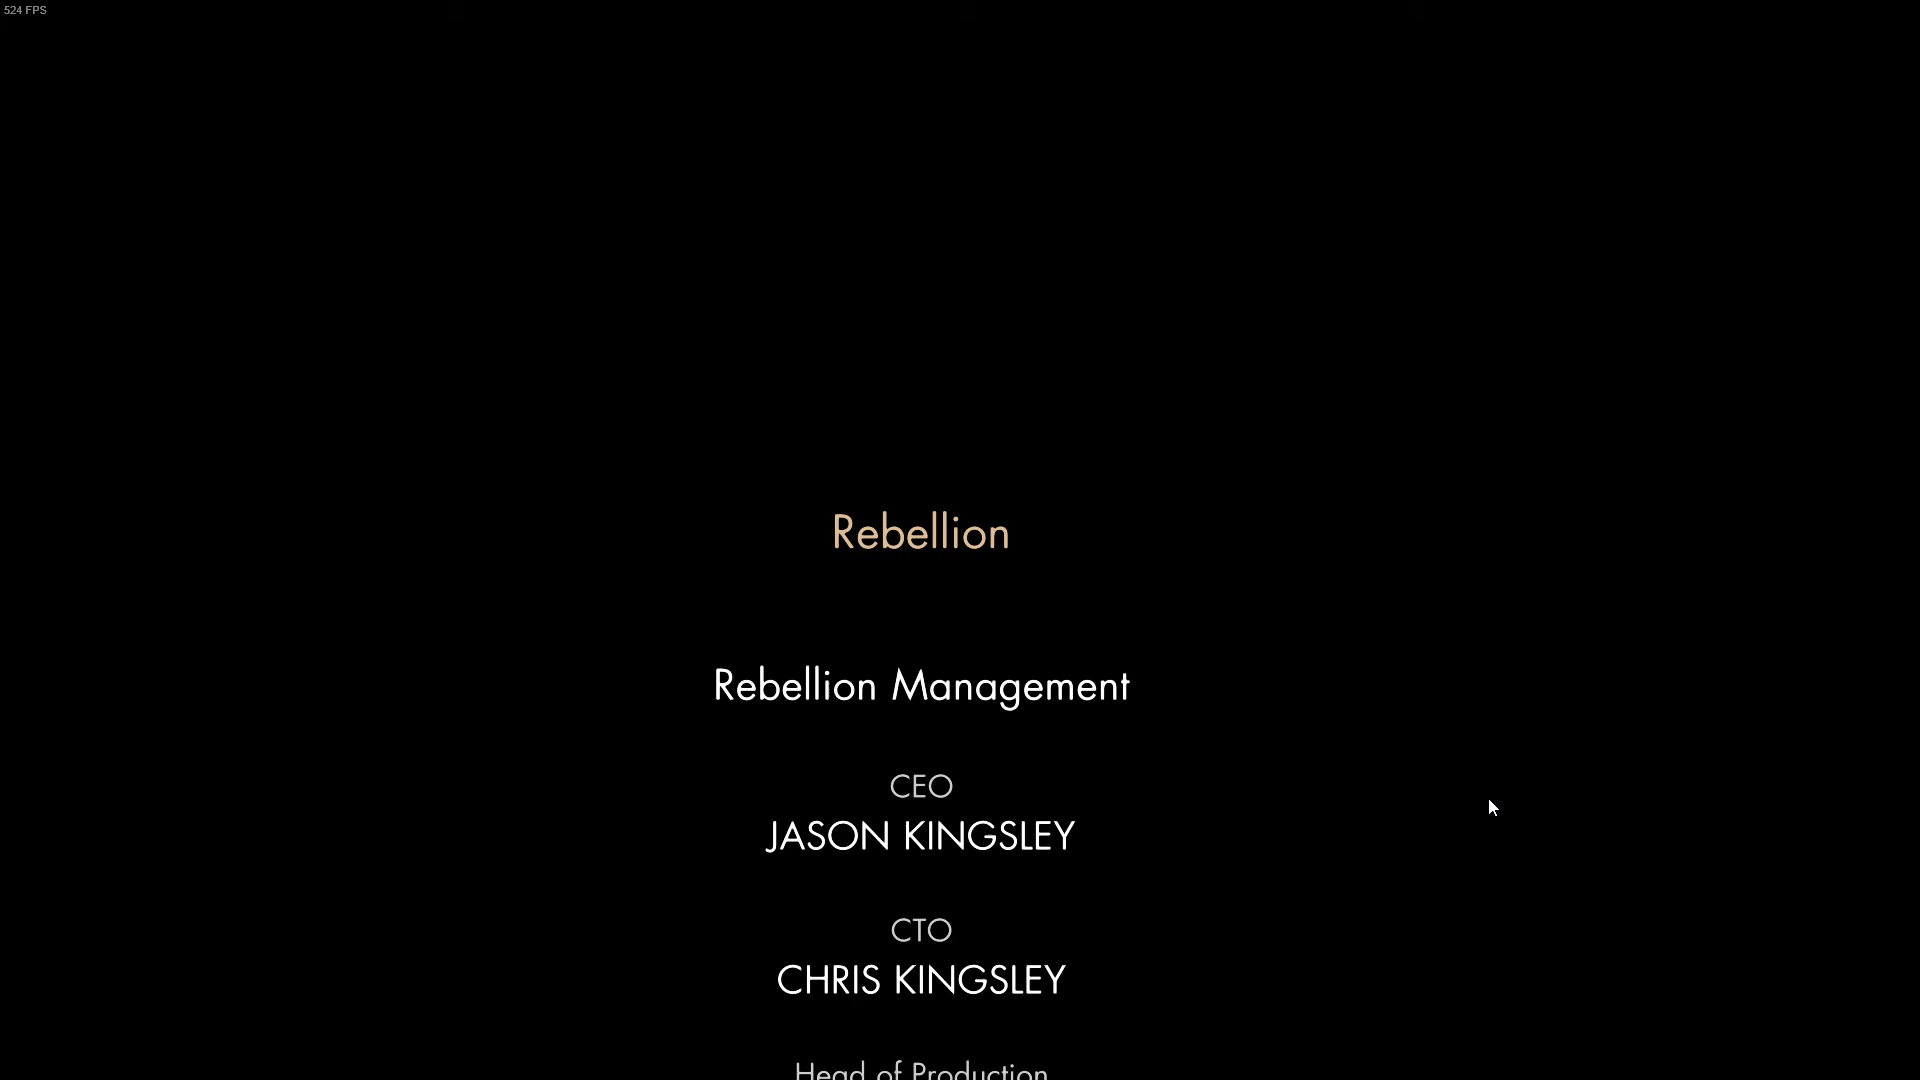 524 FPS
Rebellion
Rebellion Management
CEO
JASON KINGSLEY
CTO
CHRIS KINGSLEY
Head of Production